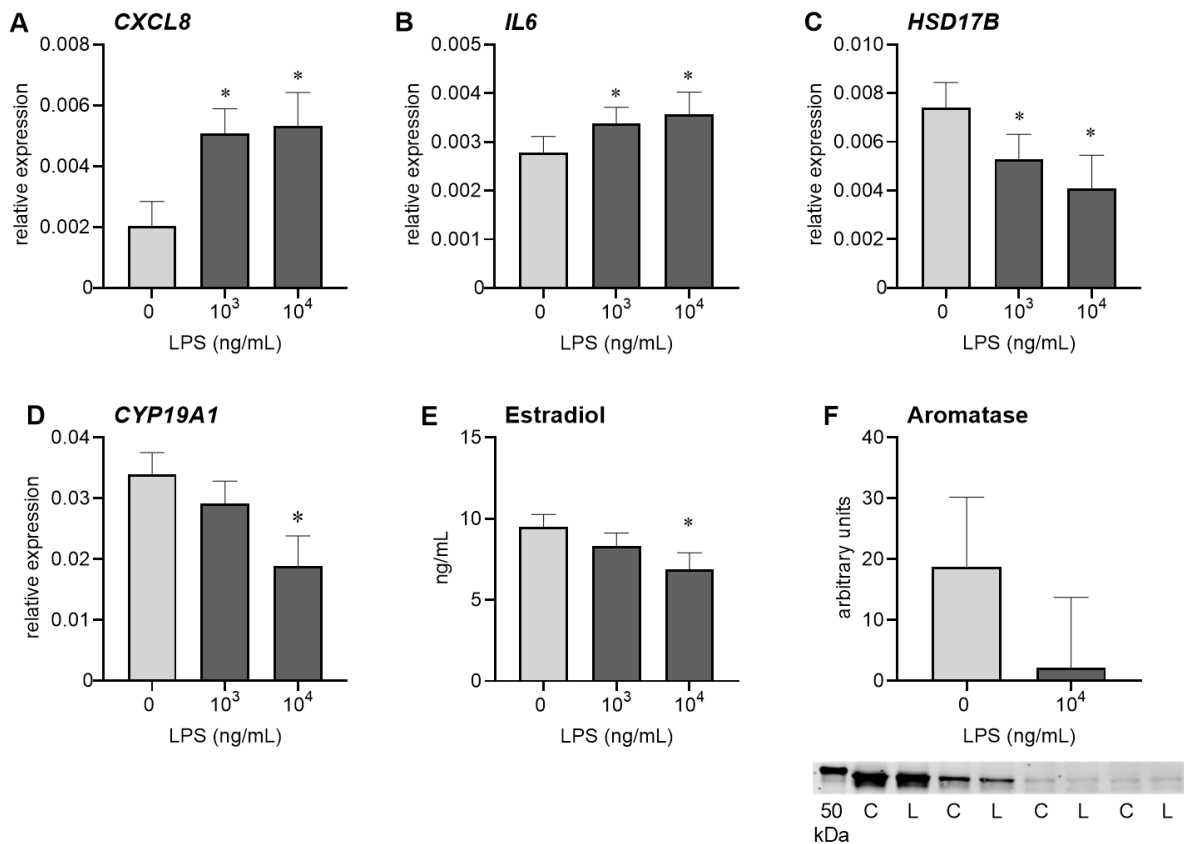 A CXCL8
0.008
0.006
0.004
0.002
0
relative expression
* *
0 10³ 10⁴
LPS (ng/mL)
B IL6
0.005
0.004
0.003
0.002
0.001
0
relative expression
* *
0 10³ 10⁴
LPS (ng/mL)
C HSD17B
0.010
0.008
0.006
0.004
0.002
0
relative expression
* *
0 10³ 10⁴
LPS (ng/mL)
D CYP19A1
0.04
0.03
0.02
0.01
0
relative expression
*
0 10³ 10⁴
LPS (ng/mL)
E Estradiol
15
10
5
0
ng/mL
*
0 10³ 10⁴
LPS (ng/mL)
F Aromatase
40
30
20
10
0
arbitrary units
0 10⁴
LPS (ng/mL)
50 C L C L C L C L
kDa